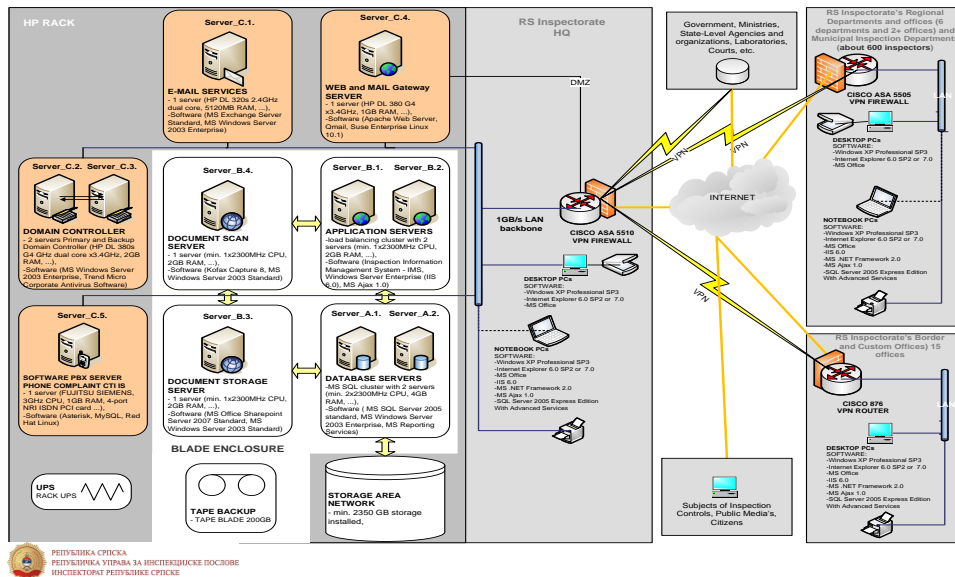 HP RACK
Server_C.1.
E-MAIL SERVICES
- 1 server (HP DL 320s 2.4GHz
dual core, 5120MB RAM, ...),
-Software (MS Exchange Server
Standard, MS Windows Server
2003 Enterprise)
Server_C.4.
WEB and MAIL Gateway
SERVER
- 1 server (HP DL 380 G4
x3.4GHz, 1GB RAM, ...),
-Software (Apache Web Server,
Qmail, Suse Enterprise Linux
10.1)
Server_C.2.
Server_C.3.
DOMAIN CONTROLLER
- 2 servers Primary and Backup
Domain Controller (HP DL 380s
G4 GHz dual core x3.4GHz, 2GB
RAM, ...),
-Software (MS Windows Server
2003 Enterprise, Trend Micro
Corporate Antivirus Software)
Server_B.4.
DOCUMENT SCAN
SERVER
- 1 server (min. 1x2300MHz CPU,
2GB RAM, ...),
-Software (Kofax Capture 8, MS
Windows Server 2003 Standard)
Server_B.1.
Server_B.2.
APPLICATION SERVERS
-load balancing cluster with 2
servers (min. 1x2300MHz CPU,
2GB RAM, ...),
-Software (Inspection Information
Management System - IMS,
Windows Server Enterprise (IIS
6.0), MS Ajax 1.0)
Server_C.5.
SOFTWARE PBX SERVER
PHONE COMPLAINT CTI IS
- 1 server (FUJITSU SIEMENS,
3GHz CPU, 1GB RAM, 4-port
NRI ISDN PCI card ...),
-Software (Asterisk, MySQL, Red
Hat Linux)
Server_B.3.
DOCUMENT STORAGE
SERVER
- 1 server (min. 1x2300MHz CPU,
2GB RAM, ...),
-Software (MS Office Sharepoint
Server 2007 Standard, MS
Windows Server 2003 Standard)
Server_A.1.
Server_A.2.
DATABASE SERVERS
-MS SQL cluster with 2 servers
(min. 2x2300MHz CPU, 4GB
RAM, ...),
-Software ( MS SQL Server 2005
standard, MS Windows Server
2003 Enterprise, MS Reporting
Services)
BLADE ENCLOSURE
UPS
RACK UPS
TAPE BACKUP
- TAPE BLADE 200GB
STORAGE AREA
NETWORK
- min. 2350 GB storage
installed,
RS Inspectorate
HQ
DMZ
1GB/s LAN
backbone
CISCO ASA 5510
VPN FIREWALL
DESKTOP PCs
SOFTWARE:
-Windows XP Professional SP3
-Internet Explorer 6.0 SP2 or 7.0
-MS Office
NOTEBOOK PCs
SOFTWARE:
-Windows XP Professional SP3
-Internet Explorer 6.0 SP2 or 7.0
-MS Office
-IIS 6.0
-MS .NET Framework 2.0
-MS Ajax 1.0
-SQL Server 2005 Express Edition
With Advanced Services
Government, Ministries,
State-Level Agencies and
organizations, Laboratories,
Courts, etc.
VPN
VPN
VPN
INTERNET
Subjects of Inspection
Controls, Public Media's,
Citizens
RS Inspectorate's Regional
Departments and offices (6
departments and 2+ offices) and
Municipal Inspection Departments
(about 600 inspectors)
CISCO ASA 5505
VPN FIREWALL
LAN
DESKTOP PCs
SOFTWARE:
-Windows XP Professional SP3
-Internet Explorer 6.0 SP2 or 7.0
-MS Office
NOTEBOOK PCs
SOFTWARE:
-Windows XP Professional SP3
-Internet Explorer 6.0 SP2 or 7.0
-MS Office
-IIS 6.0
-MS .NET Framework 2.0
-MS Ajax 1.0
-SQL Server 2005 Express Edition
With Advanced Services
RS Inspectorate's Border
and Custom Offices) 15
offices
CISCO 876
VPN ROUTER
LAN
DESKTOP PCs
SOFTWARE:
-Windows XP Professional SP3
-Internet Explorer 6.0 SP2 or 7.0
-MS Office
-IIS 6.0
-MS .NET Framework 2.0
-MS Ajax 1.0
-SQL Server 2005 Express Edition
With Advanced Services
РЕПУБЛИКА СРПСКА
РЕПУБЛИЧКА УПРАВА ЗА ИНСПЕКЦИЈСКЕ ПОСЛОВЕ
ИНСПЕКТОРАТ РЕПУБЛИКЕ СРПСКЕ